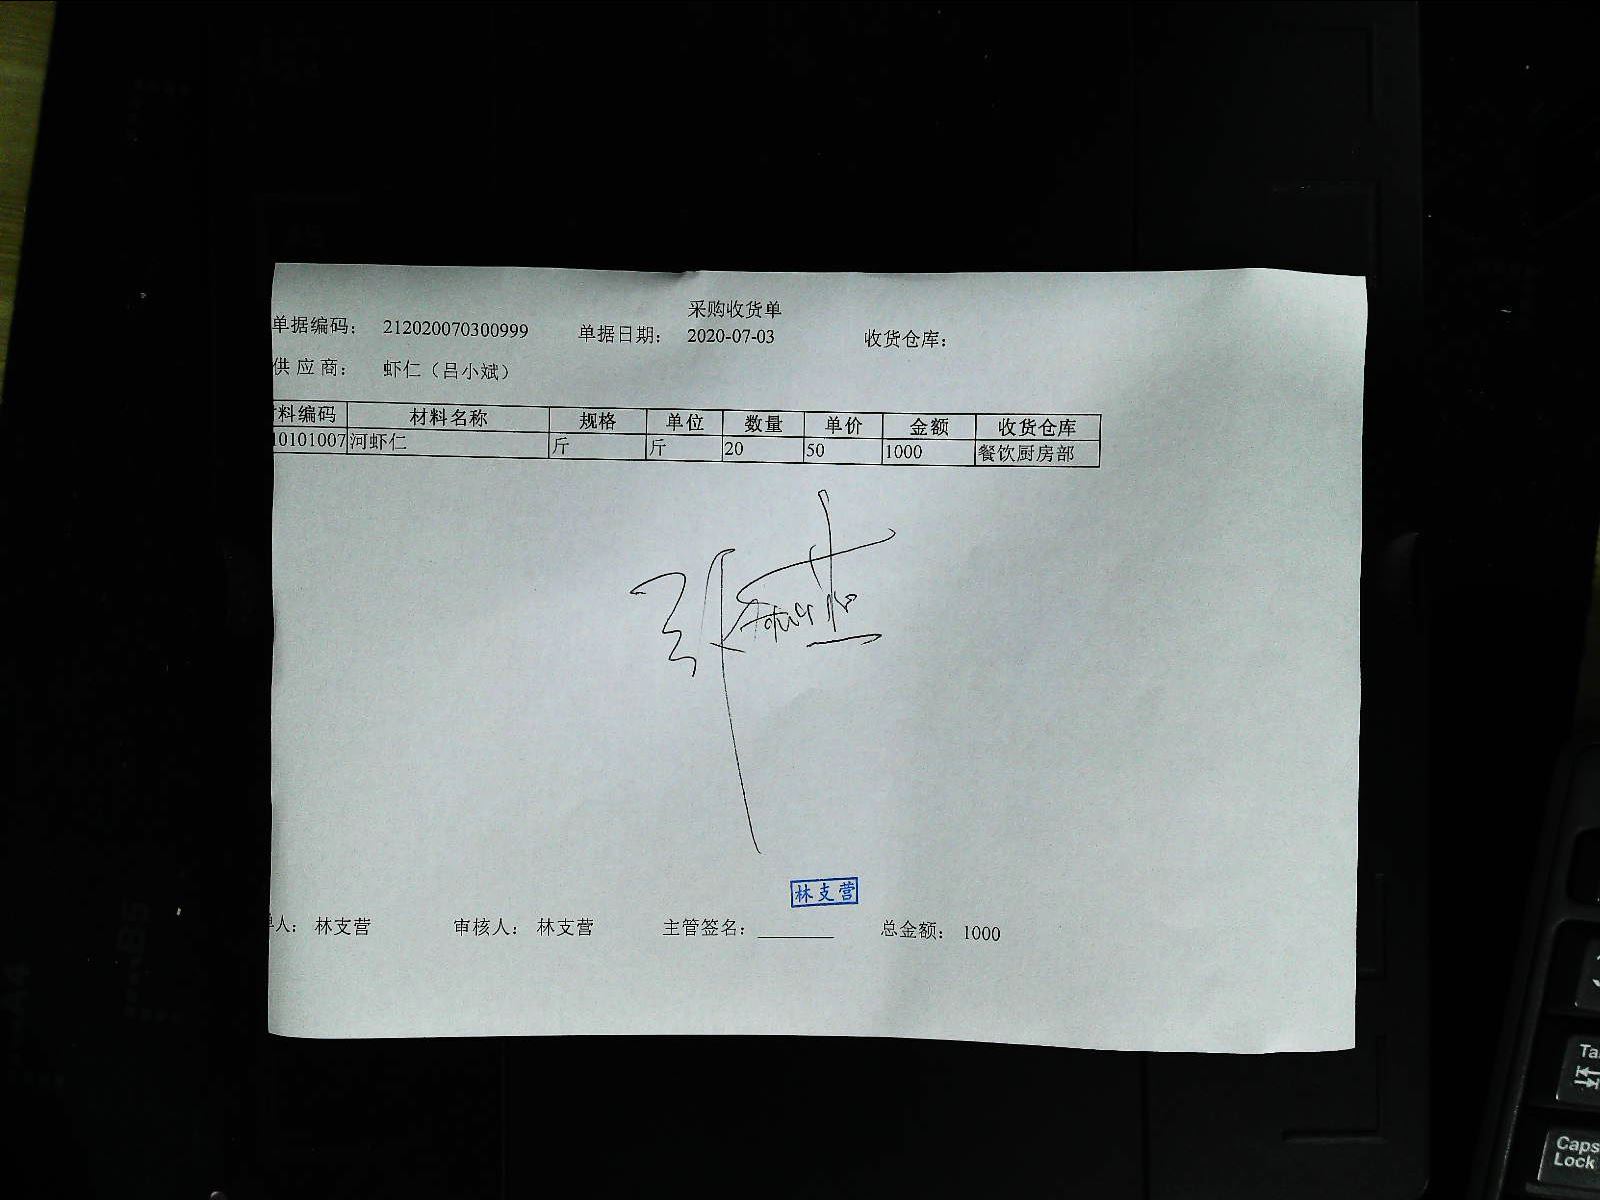 采购收货单
单据编码： 212020070300999 单据日期： 2020-07-03 收货仓库：
供应商： 虾仁（吕小斌）
料编码 材料名称 规格 单位 数量 单价 金额 收货仓库
10101007 河虾仁 斤 斤 20 50 1000 餐饮厨房部
林支营
人： 林支营 审核人： 林支营 主管签名： 总金额： 1000
A5
B5
A4
Caps
Lock